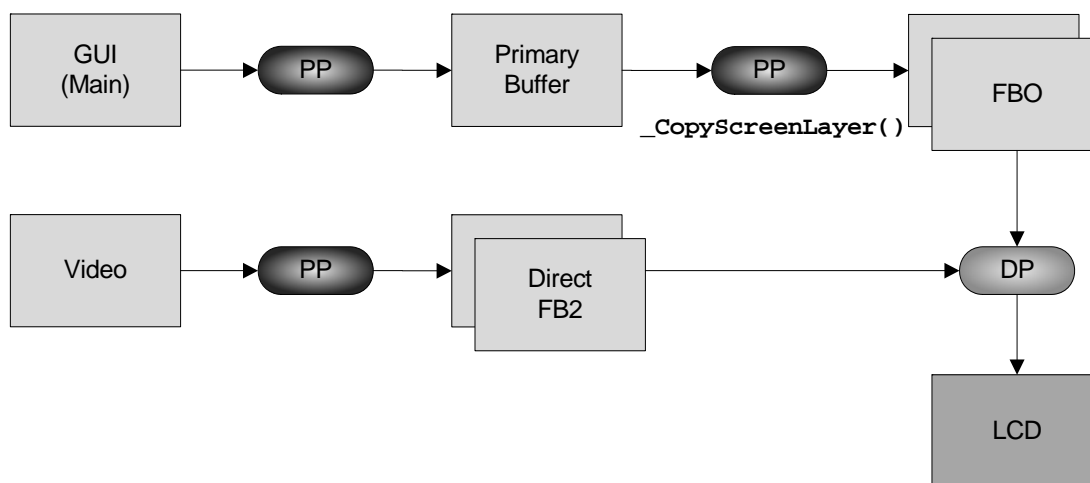 GUI
(Main)
PP
Primary
Buffer
PP
_CopyScreenLayer()
FBO
Video
PP
Direct
FB2
DP
LCD